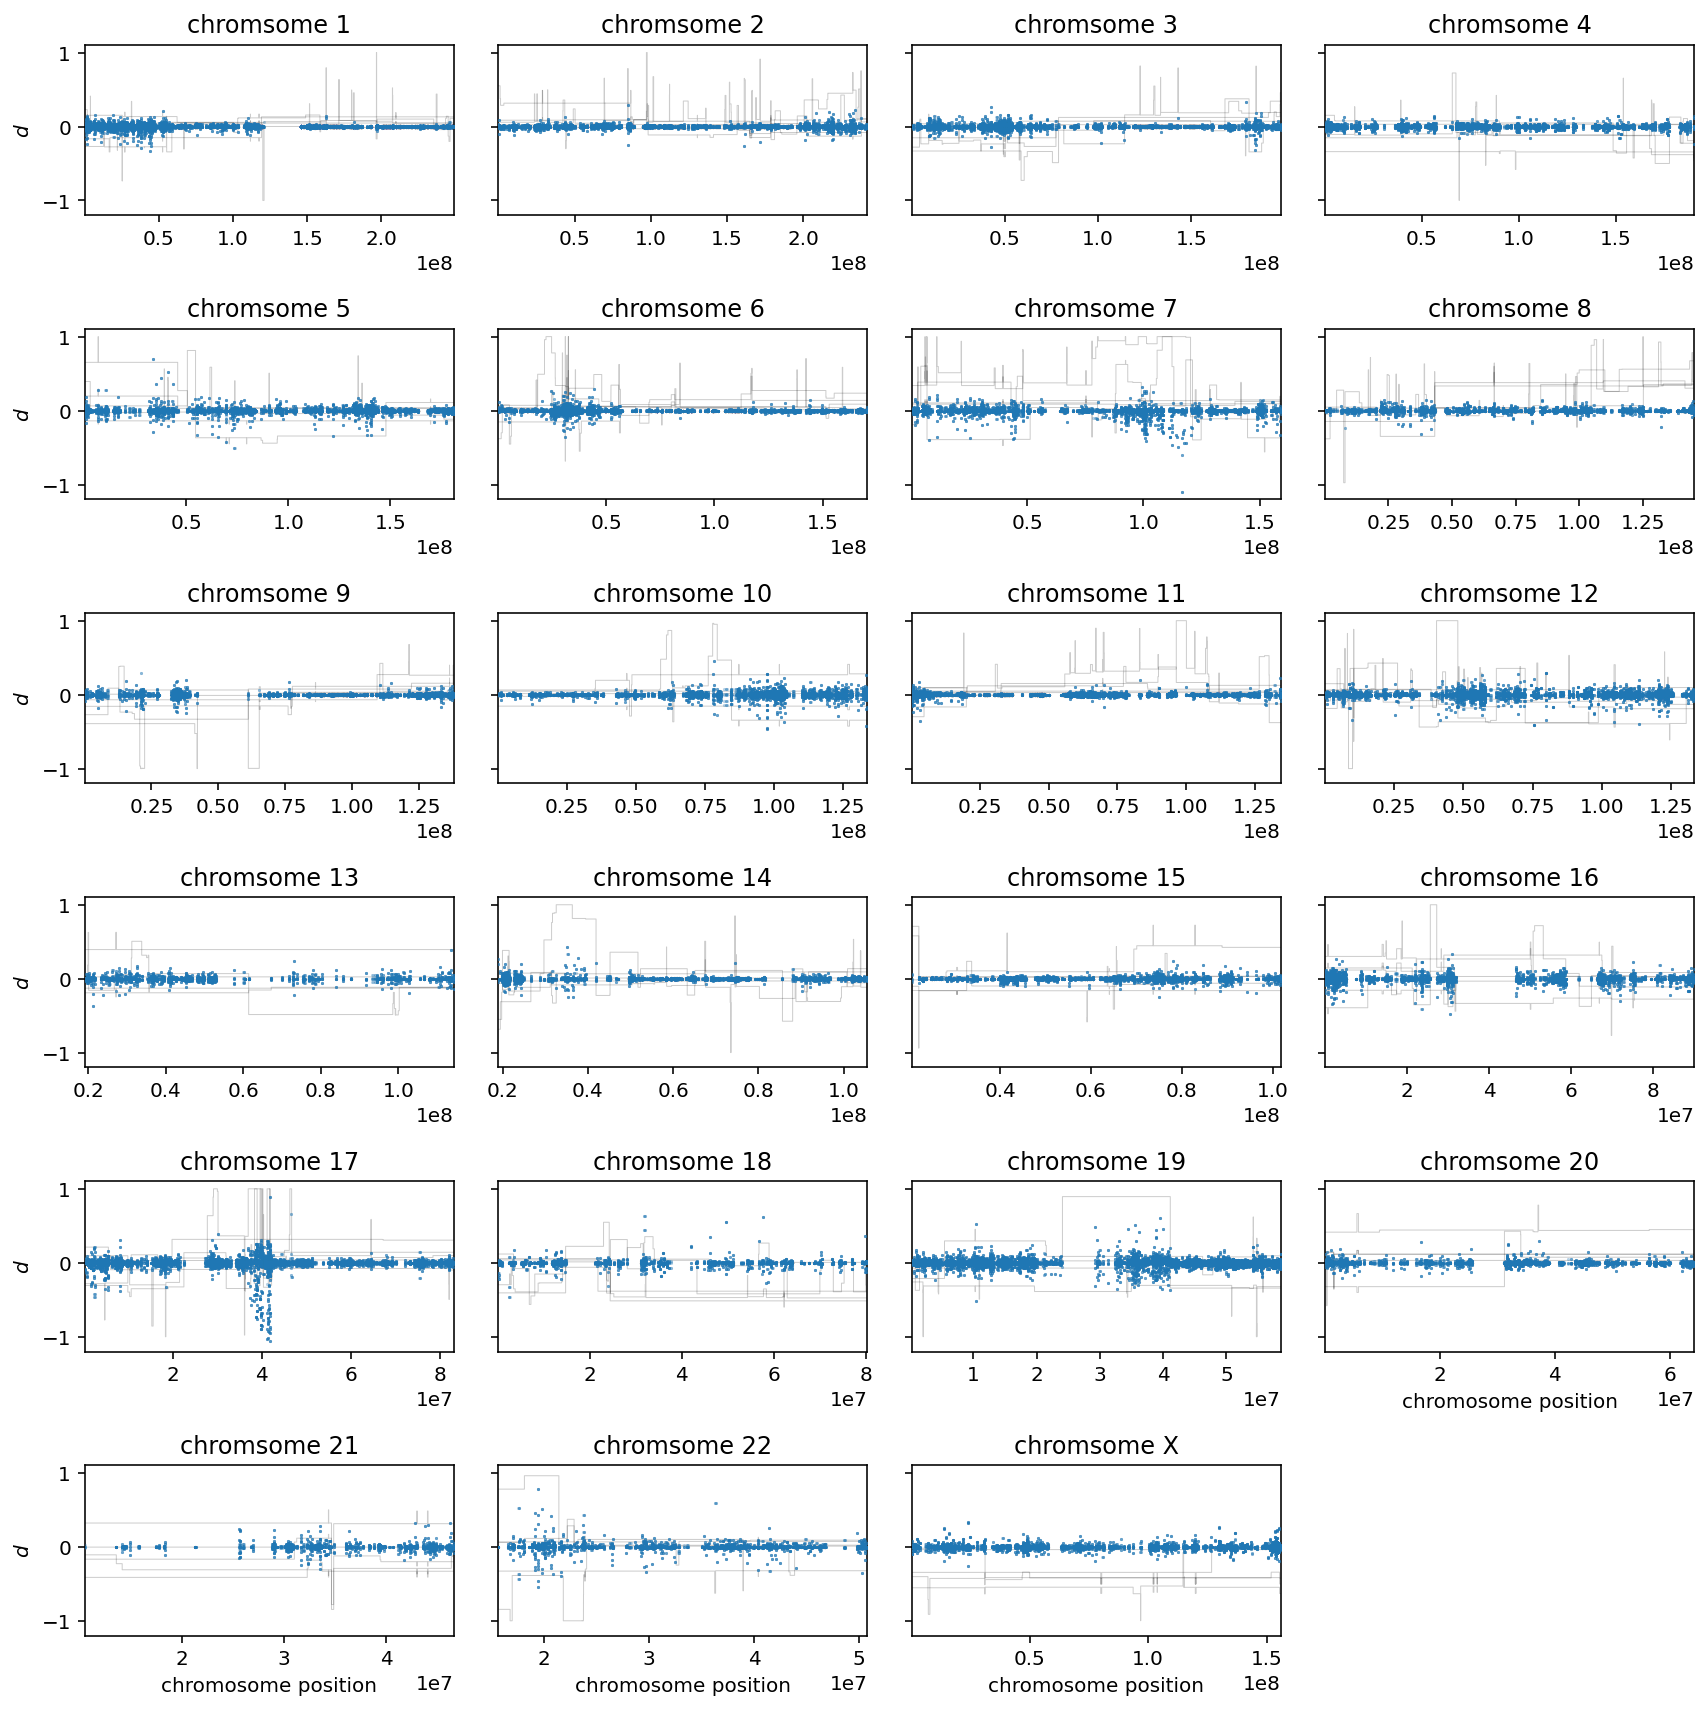 chromsome 1 chromsome 2 chromsome 3 chromsome 4
1
0
−1
d
0.5 1.0 1.5 2.0 0.5 1.0 1.5 2.0 0.5 1.0 1.5 0.5 1.0 1.5
1e8 1e8 1e8 1e8
chromsome 5 chromsome 6 chromsome 7 chromsome 8
1
0
−1
d
0.5 1.0 1.5 0.5 1.0 1.5 0.5 1.0 1.5 0.25 0.50 0.75 1.00 1.25
1e8 1e8 1e8 1e8
chromsome 9 chromsome 10 chromsome 11 chromsome 12
1
0
−1
d
0.25 0.50 0.75 1.00 1.25 0.25 0.50 0.75 1.00 1.25 0.25 0.50 0.75 1.00 1.25 0.25 0.50 0.75 1.00 1.25
1e8 1e8 1e8 1e8
chromsome 13 chromsome 14 chromsome 15 chromsome 16
1
0
−1
d
0.2 0.4 0.6 0.8 1.0 0.2 0.4 0.6 0.8 1.0 0.4 0.6 0.8 1.0 2 4 6 8
1e8 1e8 1e8 1e7
chromsome 17 chromsome 18 chromsome 19 chromsome 20
1
0
−1
d
2 4 6 8 2 4 6 8 1 2 3 4 5 2 4 6
1e7 1e7 1e7 chromosome position 1e7
chromsome 21 chromsome 22 chromsome X
1
0
−1
d
2 3 4 2 3 4 5 0.5 1.0 1.5
chromosome position 1e7 chromosome position 1e7 chromosome position 1e8